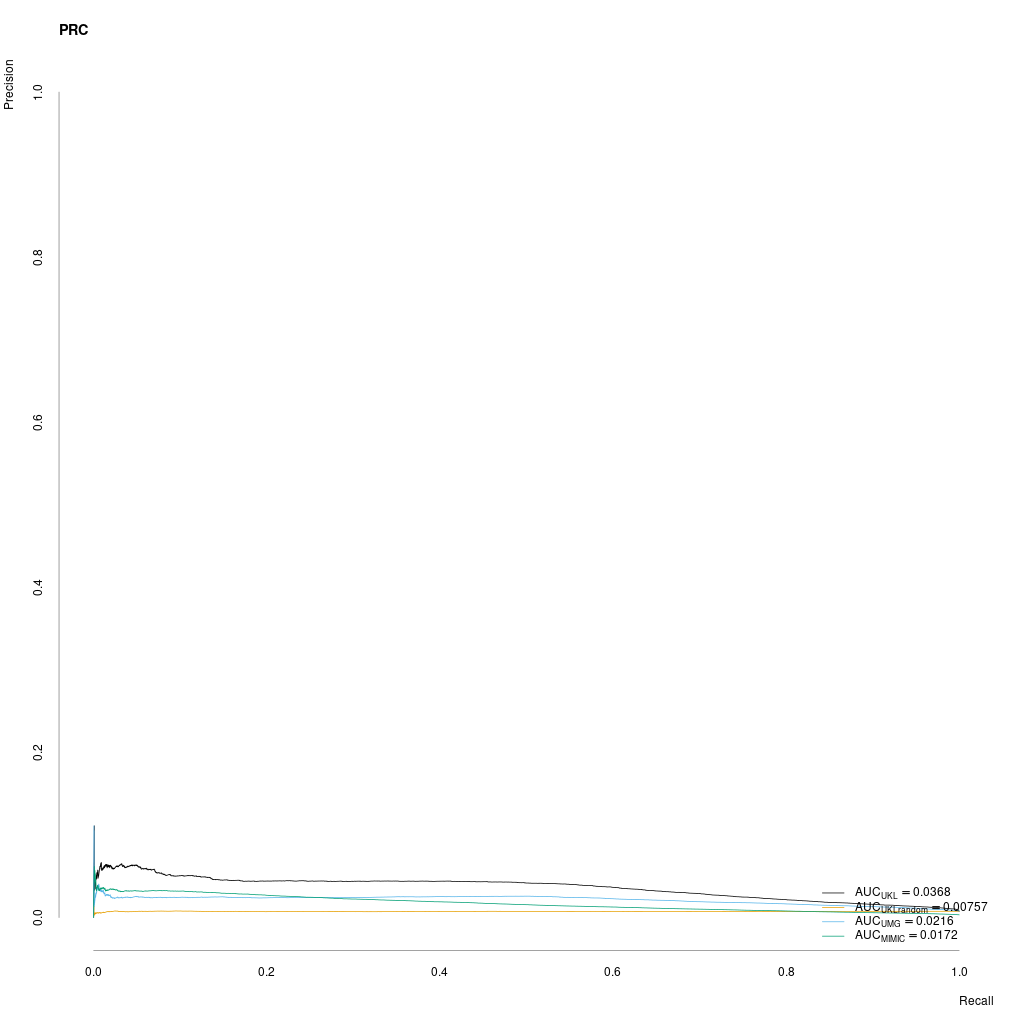 PRC
Precision
1.0
0.8
0.6
0.4
0.2
0.0
AUC_UKL = 0.0368
AUC_UKLrandom = 0.00757
AUC_UMG = 0.0216
AUC_MIMIC = 0.0172
0.0 0.2 0.4 0.6 0.8 1.0
Recall